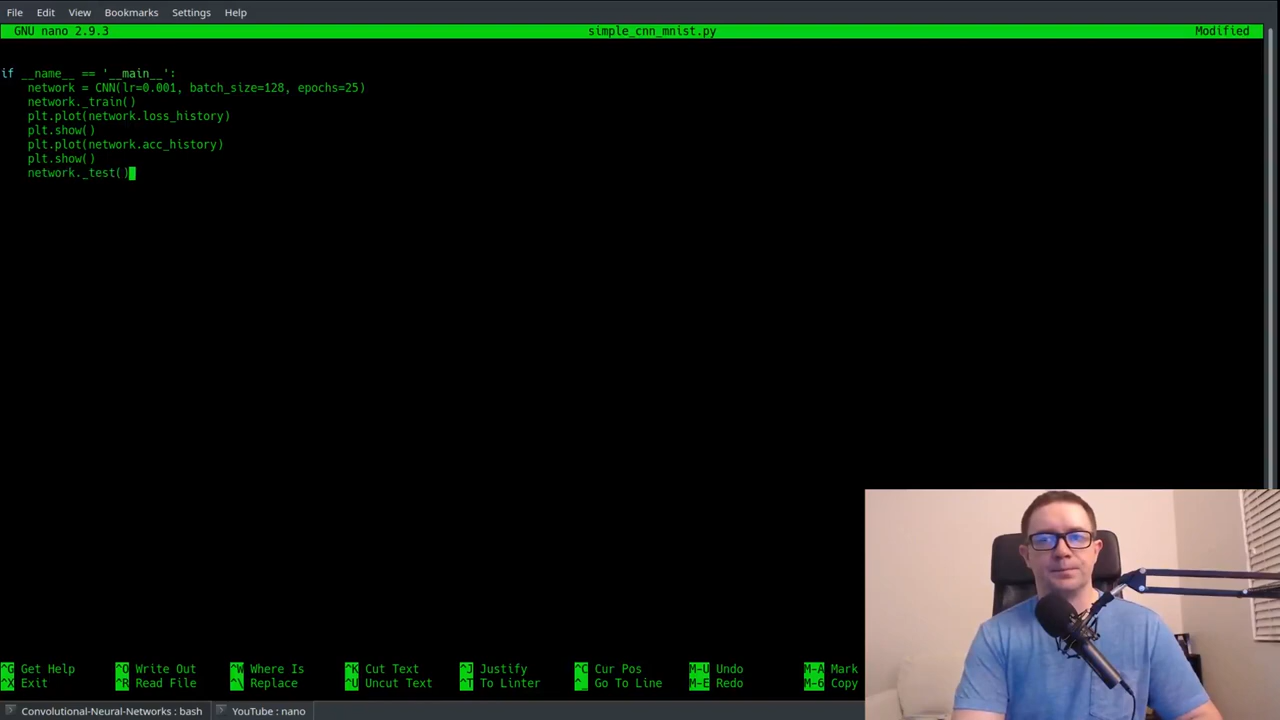 File Edit View Bookmarks Settings Help
GNU nano 2.9.3 simple_cnn_mnist.py Modified
if __name__ == '__main__':
network = CNN(lr=0.001, batch_size=128, epochs=25)
network._train()
plt.plot(network.loss_history)
plt.show()
plt.plot(network.acc_history)
plt.show()
network._test()
^G Get Help ^O Write Out ^W Where Is ^K Cut Text ^J Justify ^C Cur Pos M-U Undo M-A Mark
^X Exit ^R Read File ^\ Replace ^U Uncut Text ^T To Linter ^_ Go To Line M-E Redo M-6 Copy
Convolutional-Neural-Networks : bash YouTube : nano